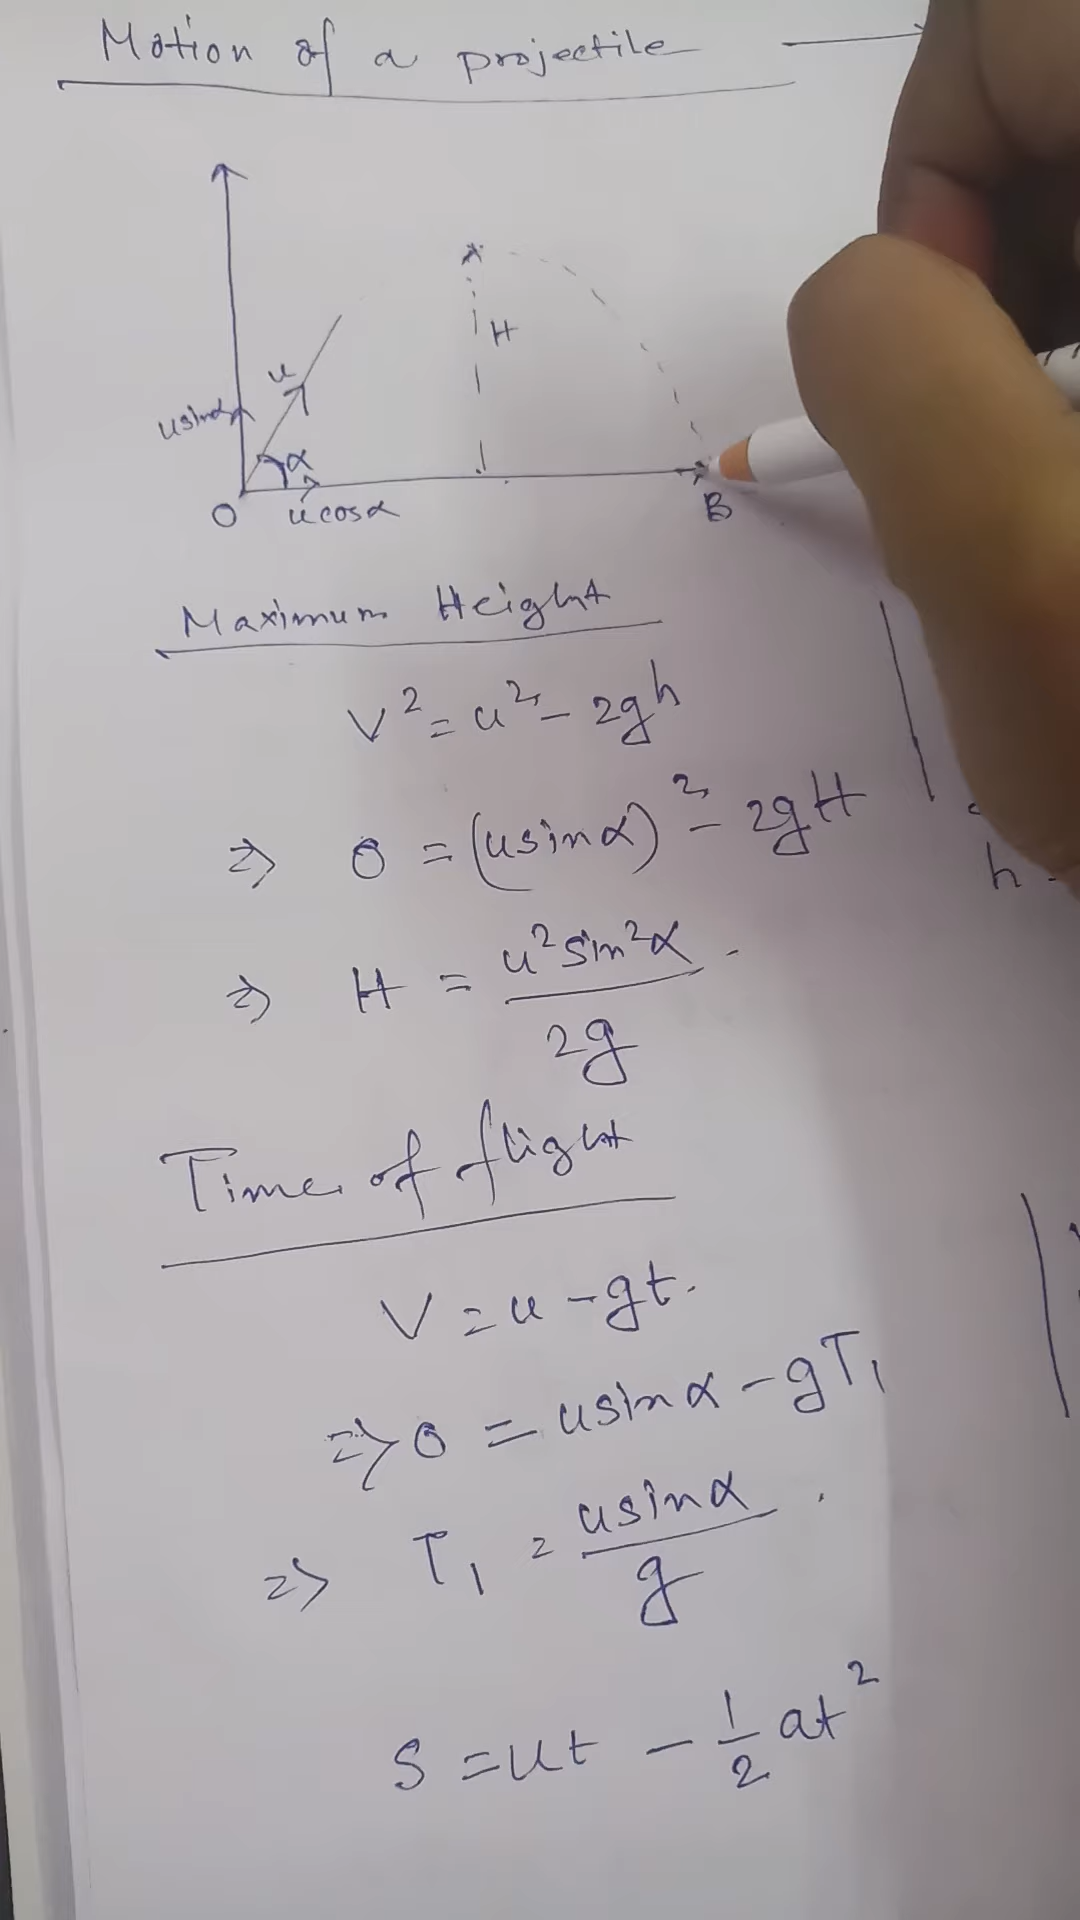 Motion of a projectile
H
u
usinα
α
O
ucosα
B
Maximum Height
V² = u² - 2gh
⇒ 0 = (usinα)² - 2gH
h
⇒ H = u²sin²α / 2g
Time of flight
V = u - gt.
⇒ 0 = usinα - gT₁
⇒ T₁ = usinα / g
S = ut - 1/2 at²